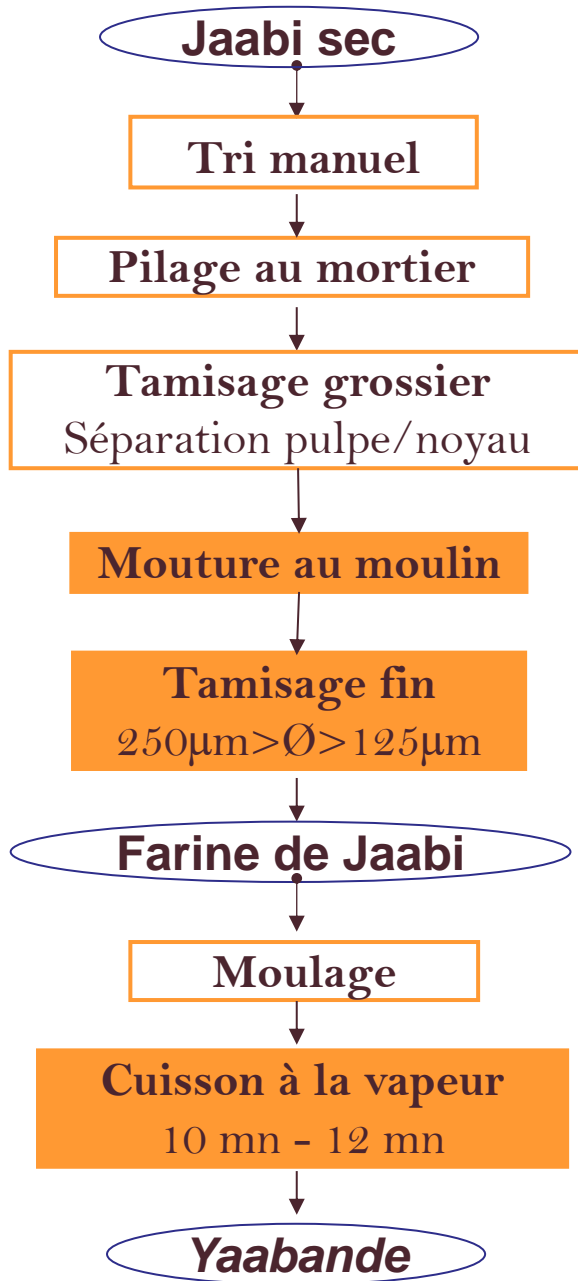 Jaabi sec
Tri manuel
Pilage au mortier
Tamisage grossier
Séparation pulpe/noyau
Mouture au moulin
Tamisage fin
250µm>Ø>125µm
Farine de Jaabi
Moulage
Cuisson à la vapeur
10 mn - 12 mn
Yaabande